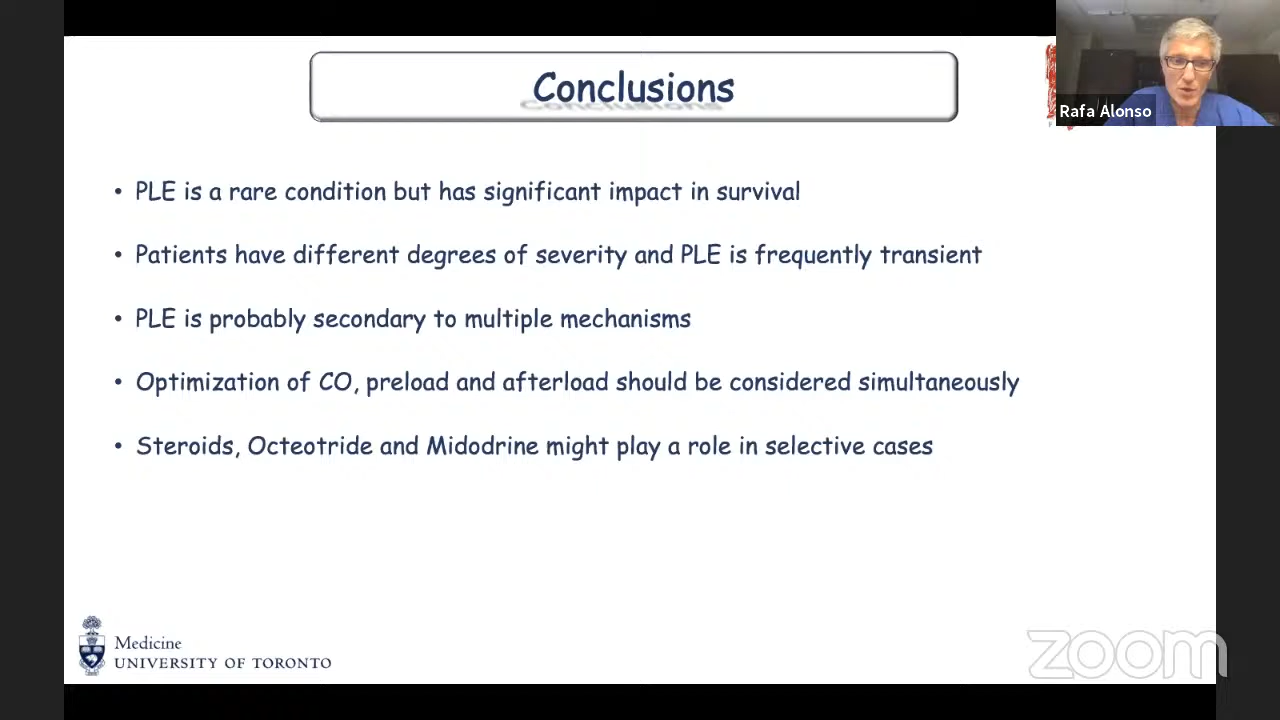 Conclusions
Rafa Alonso
• PLE is a rare condition but has significant impact in survival
• Patients have different degrees of severity and PLE is frequently transient
• PLE is probably secondary to multiple mechanisms
• Optimization of CO, preload and afterload should be considered simultaneously
• Steroids, Octeotride and Midodrine might play a role in selective cases
Medicine
UNIVERSITY OF TORONTO
zoom